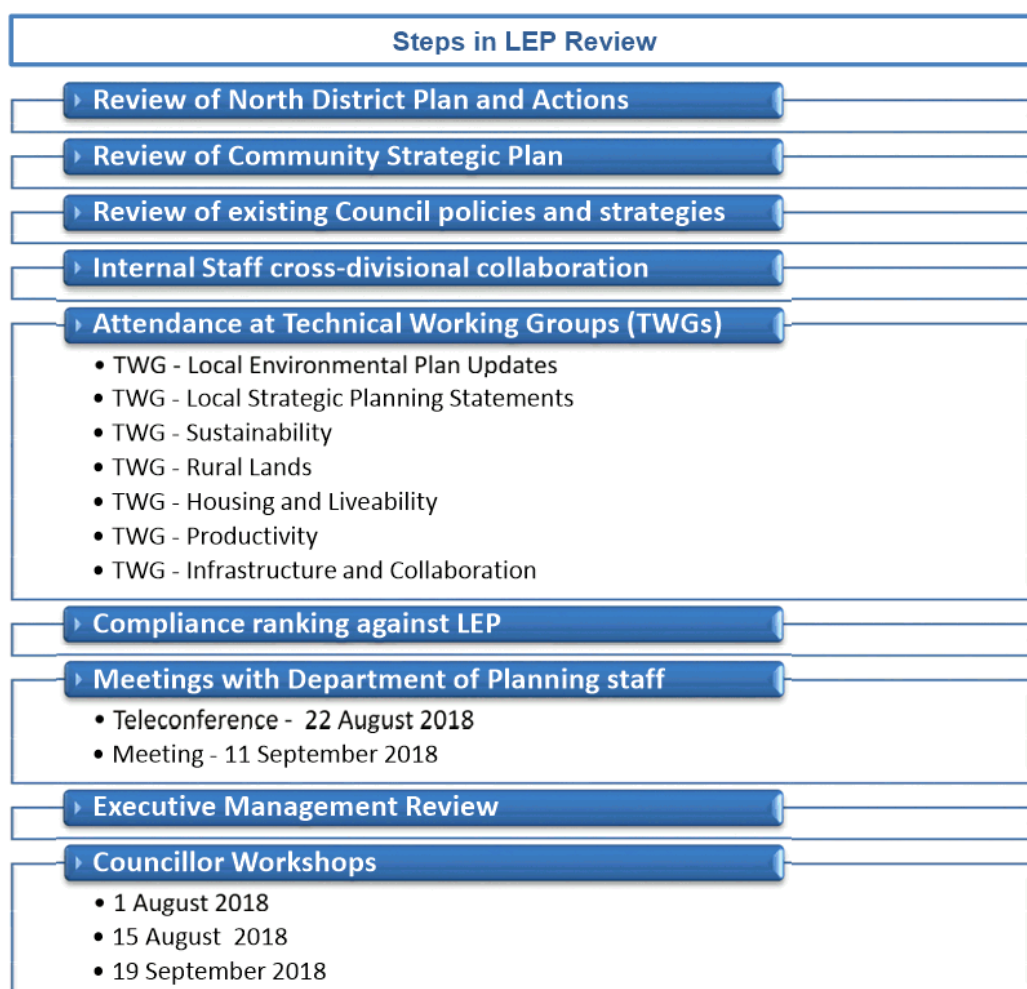 Steps in LEP Review
Review of North District Plan and Actions
Review of Community Strategic Plan
Review of existing Council policies and strategies
Internal Staff cross-divisional collaboration
Attendance at Technical Working Groups (TWGs)
• TWG - Local Environmental Plan Updates
• TWG - Local Strategic Planning Statements
• TWG - Sustainability
• TWG - Rural Lands
• TWG - Housing and Liveability
• TWG - Productivity
• TWG - Infrastructure and Collaboration
Compliance ranking against LEP
Meetings with Department of Planning staff
• Teleconference - 22 August 2018
• Meeting - 11 September 2018
Executive Management Review
Councillor Workshops
• 1 August 2018
• 15 August 2018
• 19 September 2018